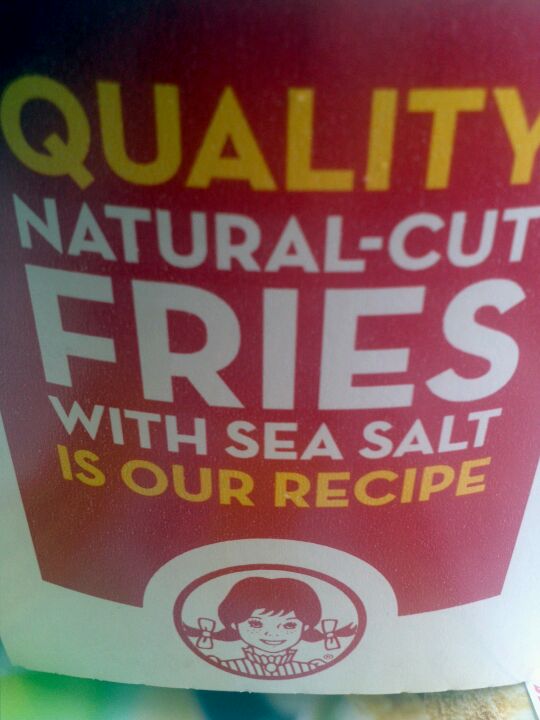 QUALITY
NATURAL-CUT
FRIES
WITH SEA SALT
IS OUR RECIPE
®